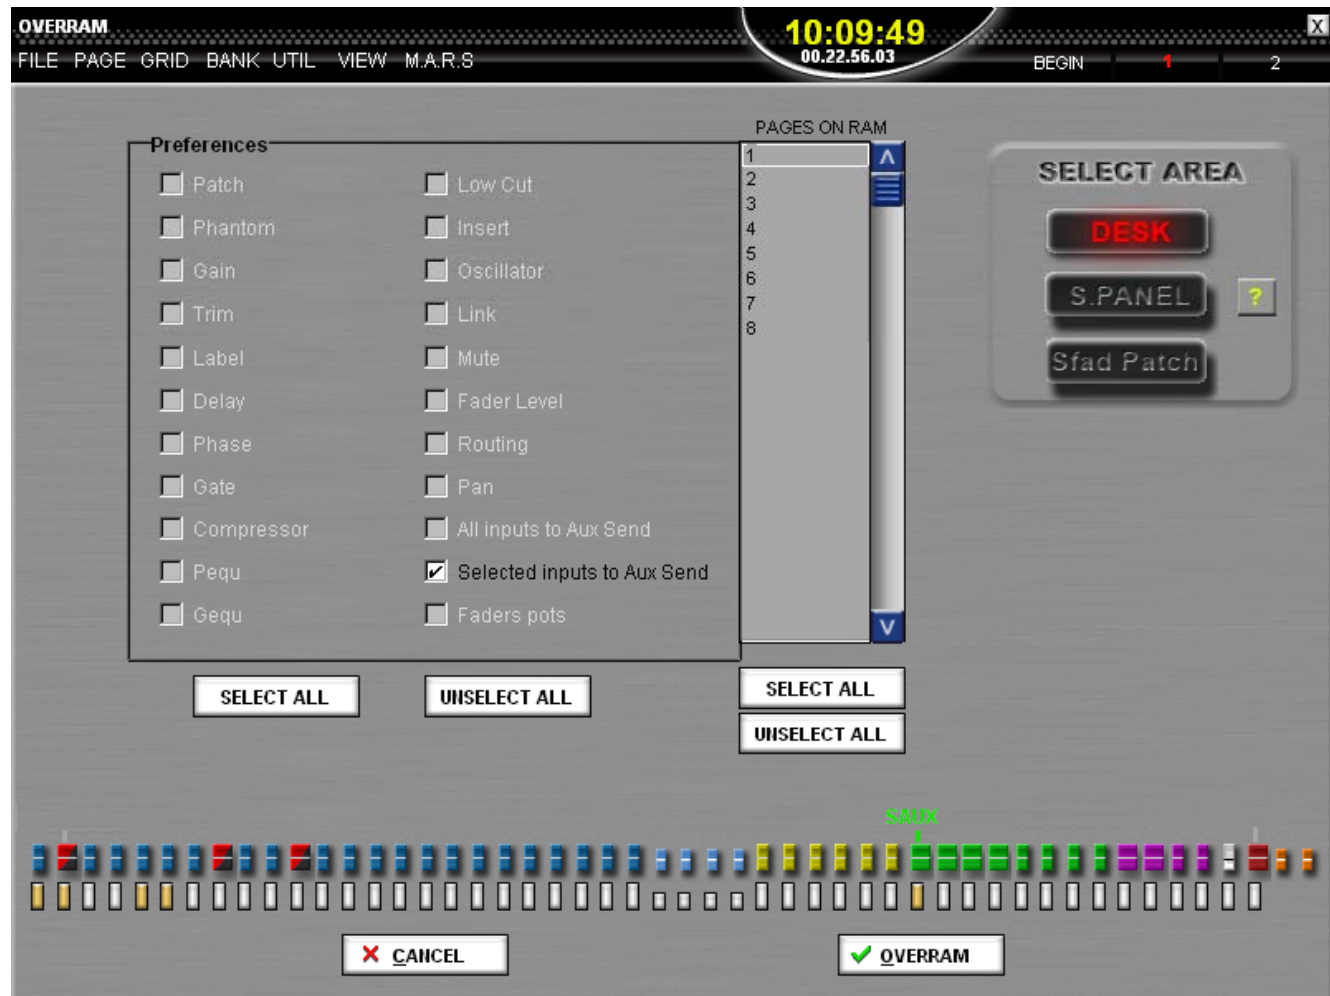 OVERRAM
10:09:49
X
FILE PAGE GRID BANK UTIL VIEW M.A.R.S
00.22.56.03
BEGIN 1 2
PAGES ON RAM
Preferences
Patch
Phantom
Gain
Trim
Label
Delay
Phase
Gate
Compressor
Pequ
Gequ
Low Cut
Insert
Oscillator
Link
Mute
Fader Level
Routing
Pan
All inputs to Aux Send
Selected inputs to Aux Send
Faders pots
1
2
3
4
5
6
7
8
SELECT AREA
DESK
S.PANEL
?
Sfad Patch
SELECT ALL
UNSELECT ALL
SELECT ALL
UNSELECT ALL
SAUX
CANCEL
OVERRAM